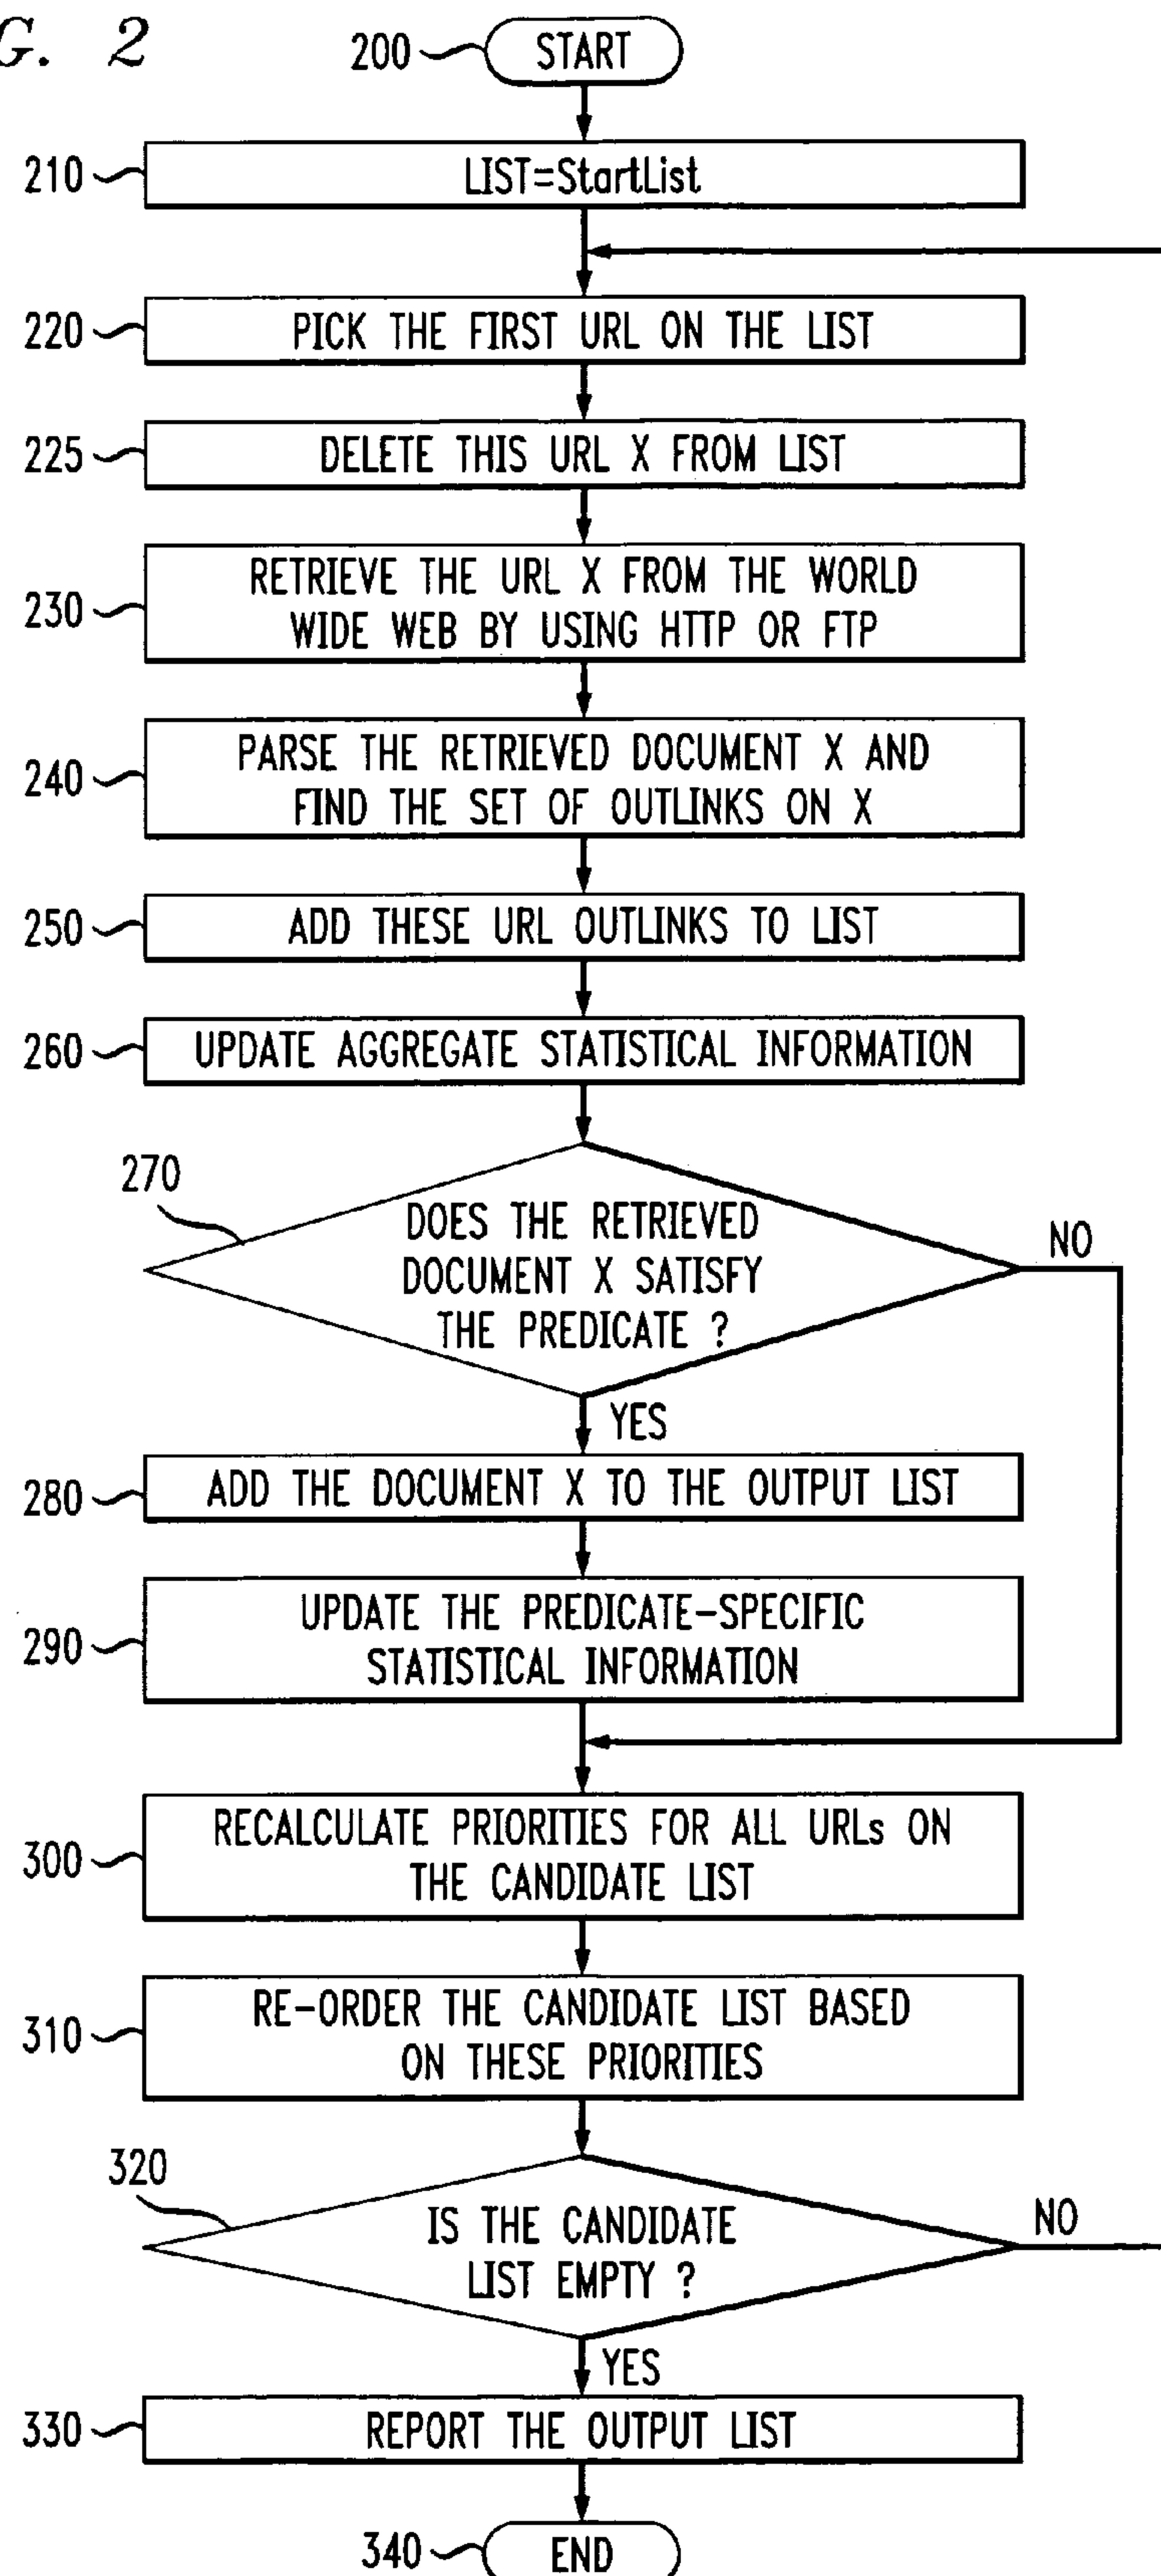 G. 2
200 START
210 LIST=StartList
220 PICK THE FIRST URL ON THE LIST
225 DELETE THIS URL X FROM LIST
RETRIEVE THE URL X FROM THE WORLD
230 WIDE WEB BY USING HTTP OR FTP
PARSE THE RETRIEVED DOCUMENT X AND
240 FIND THE SET OF OUTLINKS ON X
250 ADD THESE URL OUTLINKS TO LIST
260 UPDATE AGGREGATE STATISTICAL INFORMATION
270
DOES THE RETRIEVED
DOCUMENT X SATISFY
THE PREDICATE ?
NO
YES
280 ADD THE DOCUMENT X TO THE OUTPUT LIST
UPDATE THE PREDICATE-SPECIFIC
290 STATISTICAL INFORMATION
RECALCULATE PRIORITIES FOR ALL URLs ON
300 THE CANDIDATE LIST
RE-ORDER THE CANDIDATE LIST BASED
310 ON THESE PRIORITIES
320
IS THE CANDIDATE
LIST EMPTY ?
NO
YES
330 REPORT THE OUTPUT LIST
340 END